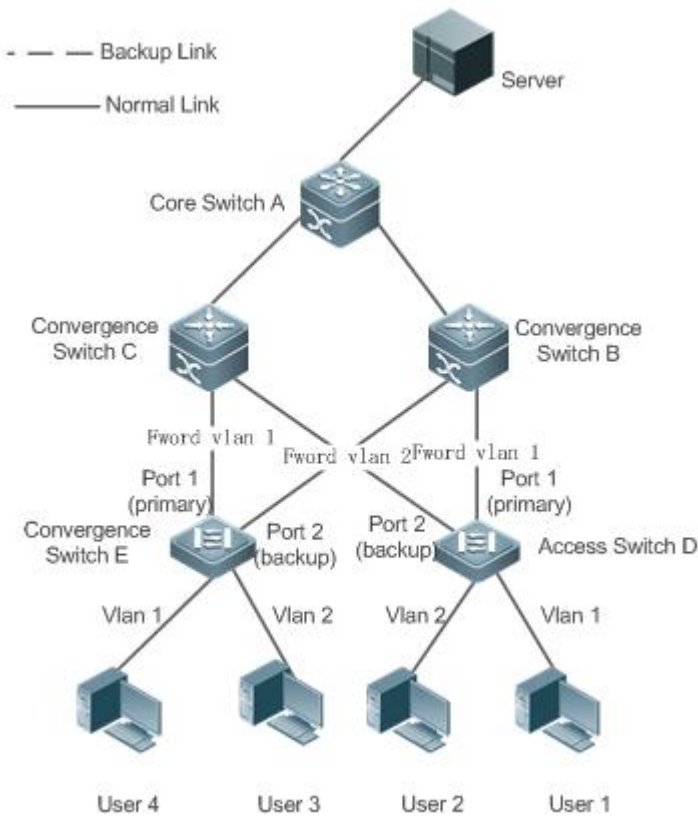 Backup Link
Normal Link
Server
Core Switch A
Convergence
Switch C
Convergence
Switch B
Fword vlan 1
Fword vlan 2
Fword vlan 1
Port 1
(primary)
Port 1
(primary)
Convergence
Switch E
Port 2
(backup)
Port 2
(backup)
Access Switch D
Vlan 1
Vlan 2
Vlan 2
Vlan 1
User 4
User 3
User 2
User 1